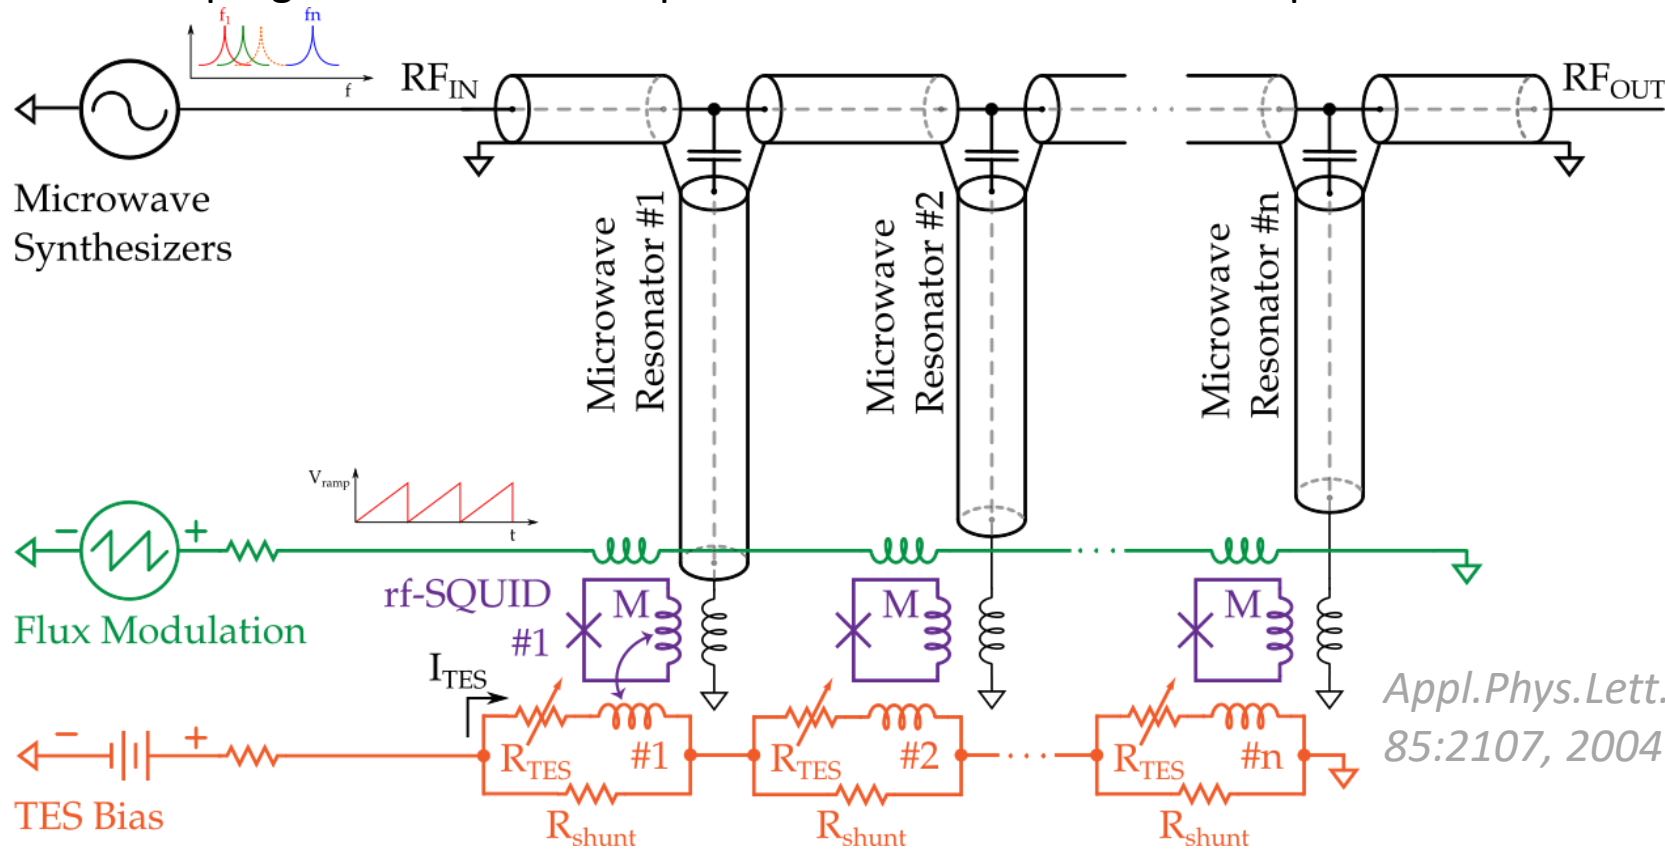 f1
fn
f
RFIN
RFOUT
Microwave
Synthesizers
Microwave
Resonator #1
Microwave
Resonator #2
Microwave
Resonator #n
Vramp
t
− +
Flux Modulation
rf-SQUID
#1
M
M
M
ITES
− +
TES Bias
RTES #1
RTES #2
RTES #n
Rshunt
Rshunt
Rshunt
Appl.Phys.Lett.
85:2107, 2004